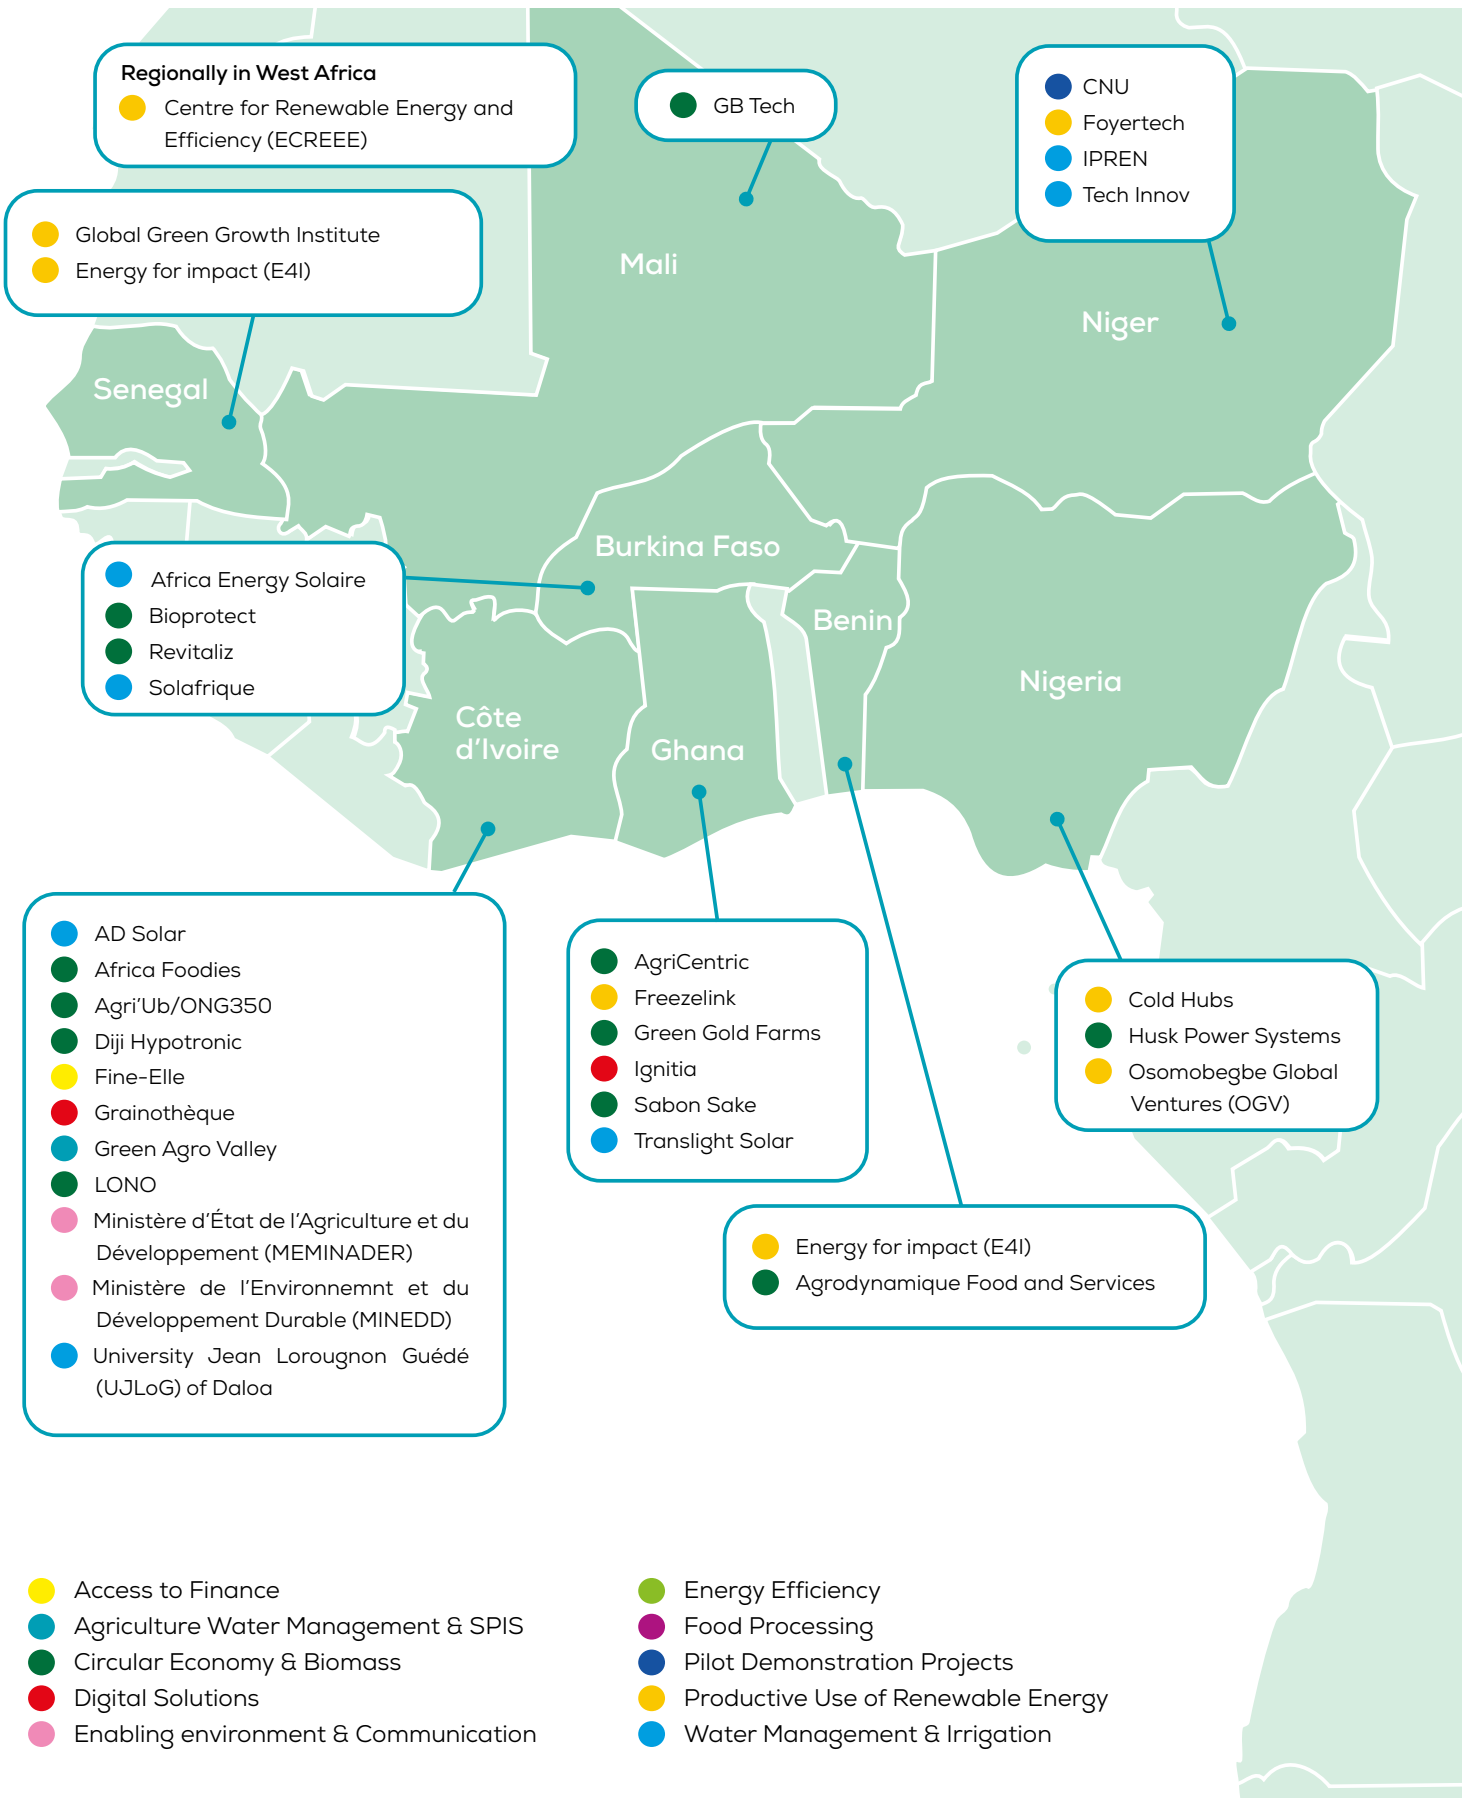 Regionally in West Africa
Centre for Renewable Energy and
Efficiency (ECREEE)
GB Tech
CNU
Foyertech
IPREN
Tech Innov
Global Green Growth Institute
Energy for impact (E4I)
Mali
Niger
Senegal
Burkina Faso
Africa Energy Solaire
Bioprotect
Revitaliz
Solafrique
Benin
Nigeria
Côte
d'Ivoire
Ghana
AD Solar
Africa Foodies
Agri'Ub/ONG350
Diji Hypotronic
Fine-Elle
Grainothèque
Green Agro Valley
LONO
Ministère d'État de l'Agriculture et du
Développement (MEMINADER)
Ministère de l'Environnemnt et du
Développement Durable (MINEDD)
University Jean Lorougnon Guédé
(UJLoG) of Daloa
AgriCentric
Freezelink
Green Gold Farms
Ignitia
Sabon Sake
Translight Solar
Cold Hubs
Husk Power Systems
Osomobegbe Global
Ventures (OGV)
Energy for impact (E4I)
Agrodynamique Food and Services
Access to Finance
Agriculture Water Management & SPIS
Circular Economy & Biomass
Digital Solutions
Enabling environment & Communication
Energy Efficiency
Food Processing
Pilot Demonstration Projects
Productive Use of Renewable Energy
Water Management & Irrigation